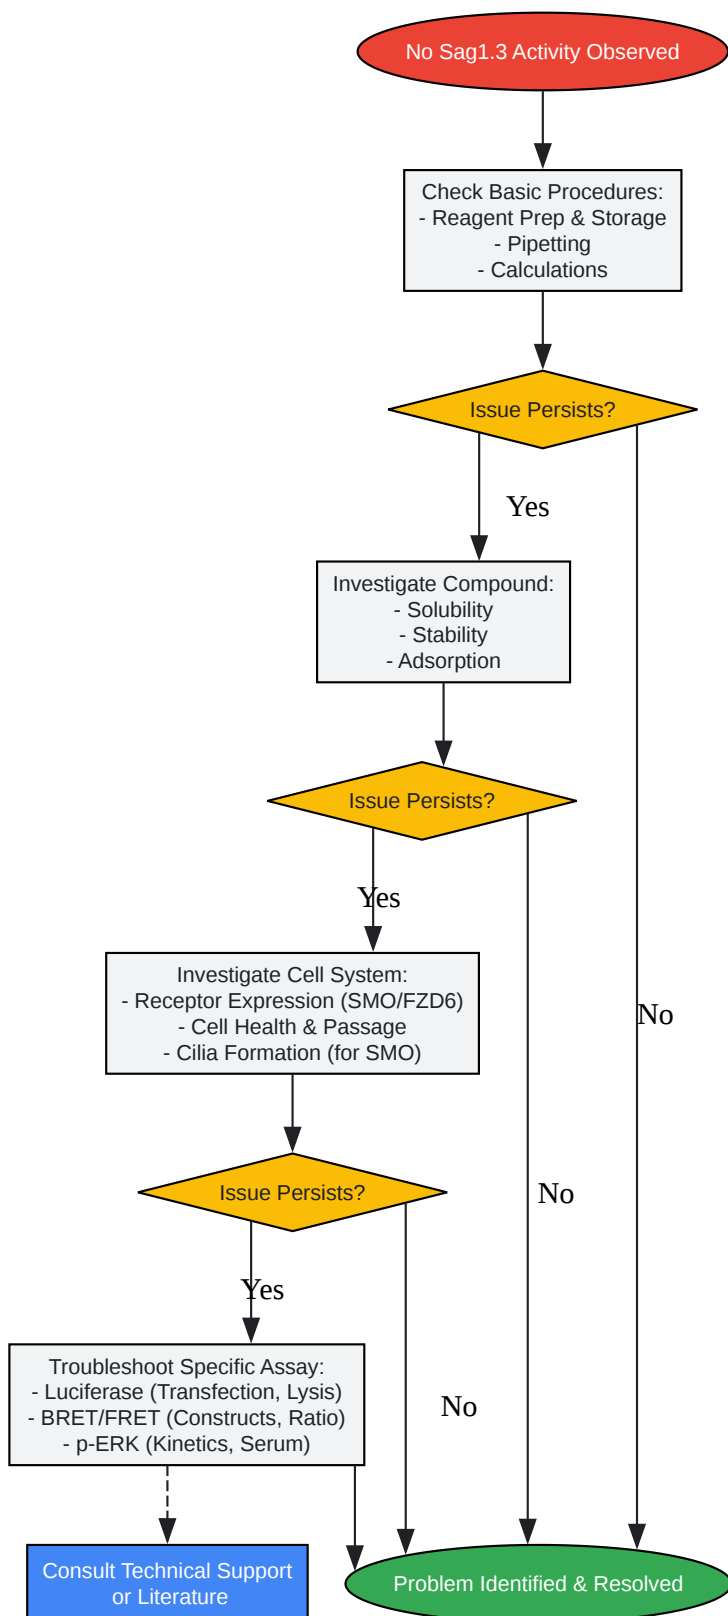 No Sag1.3 Activity Observed
Check Basic Procedures:
- Reagent Prep & Storage
- Pipetting
- Calculations
Issue Persists?
Yes
Investigate Compound:
- Solubility
- Stability
- Adsorption
Issue Persists?
Yes
Investigate Cell System:
- Receptor Expression (SMO/FZD6)
- Cell Health & Passage
- Cilia Formation (for SMO)
No
Issue Persists?
No
Yes
Troubleshoot Specific Assay:
- Luciferase (Transfection, Lysis)
- BRET/FRET (Constructs, Ratio)
- p-ERK (Kinetics, Serum)
No
Consult Technical Support
or Literature
Problem Identified & Resolved